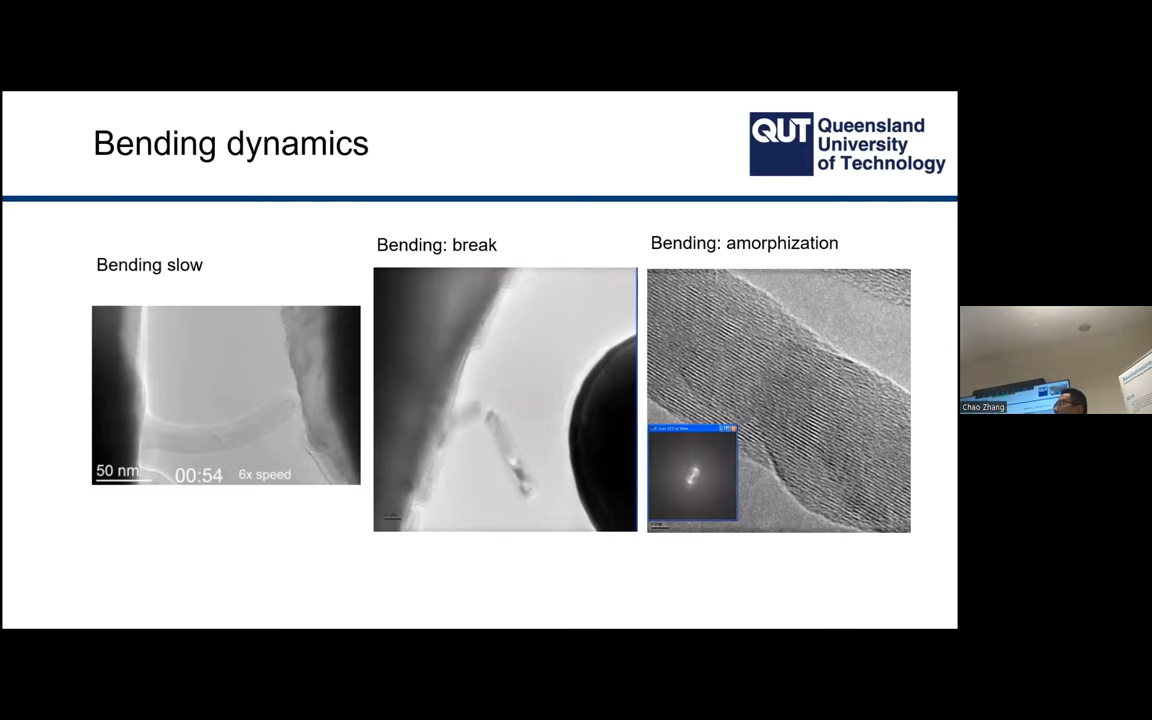 Bending dynamics
QUT
Queensland
University
of Technology
Bending slow
Bending: break
Bending: amorphization
50 nm
00:54
6x speed
Chao Zhang